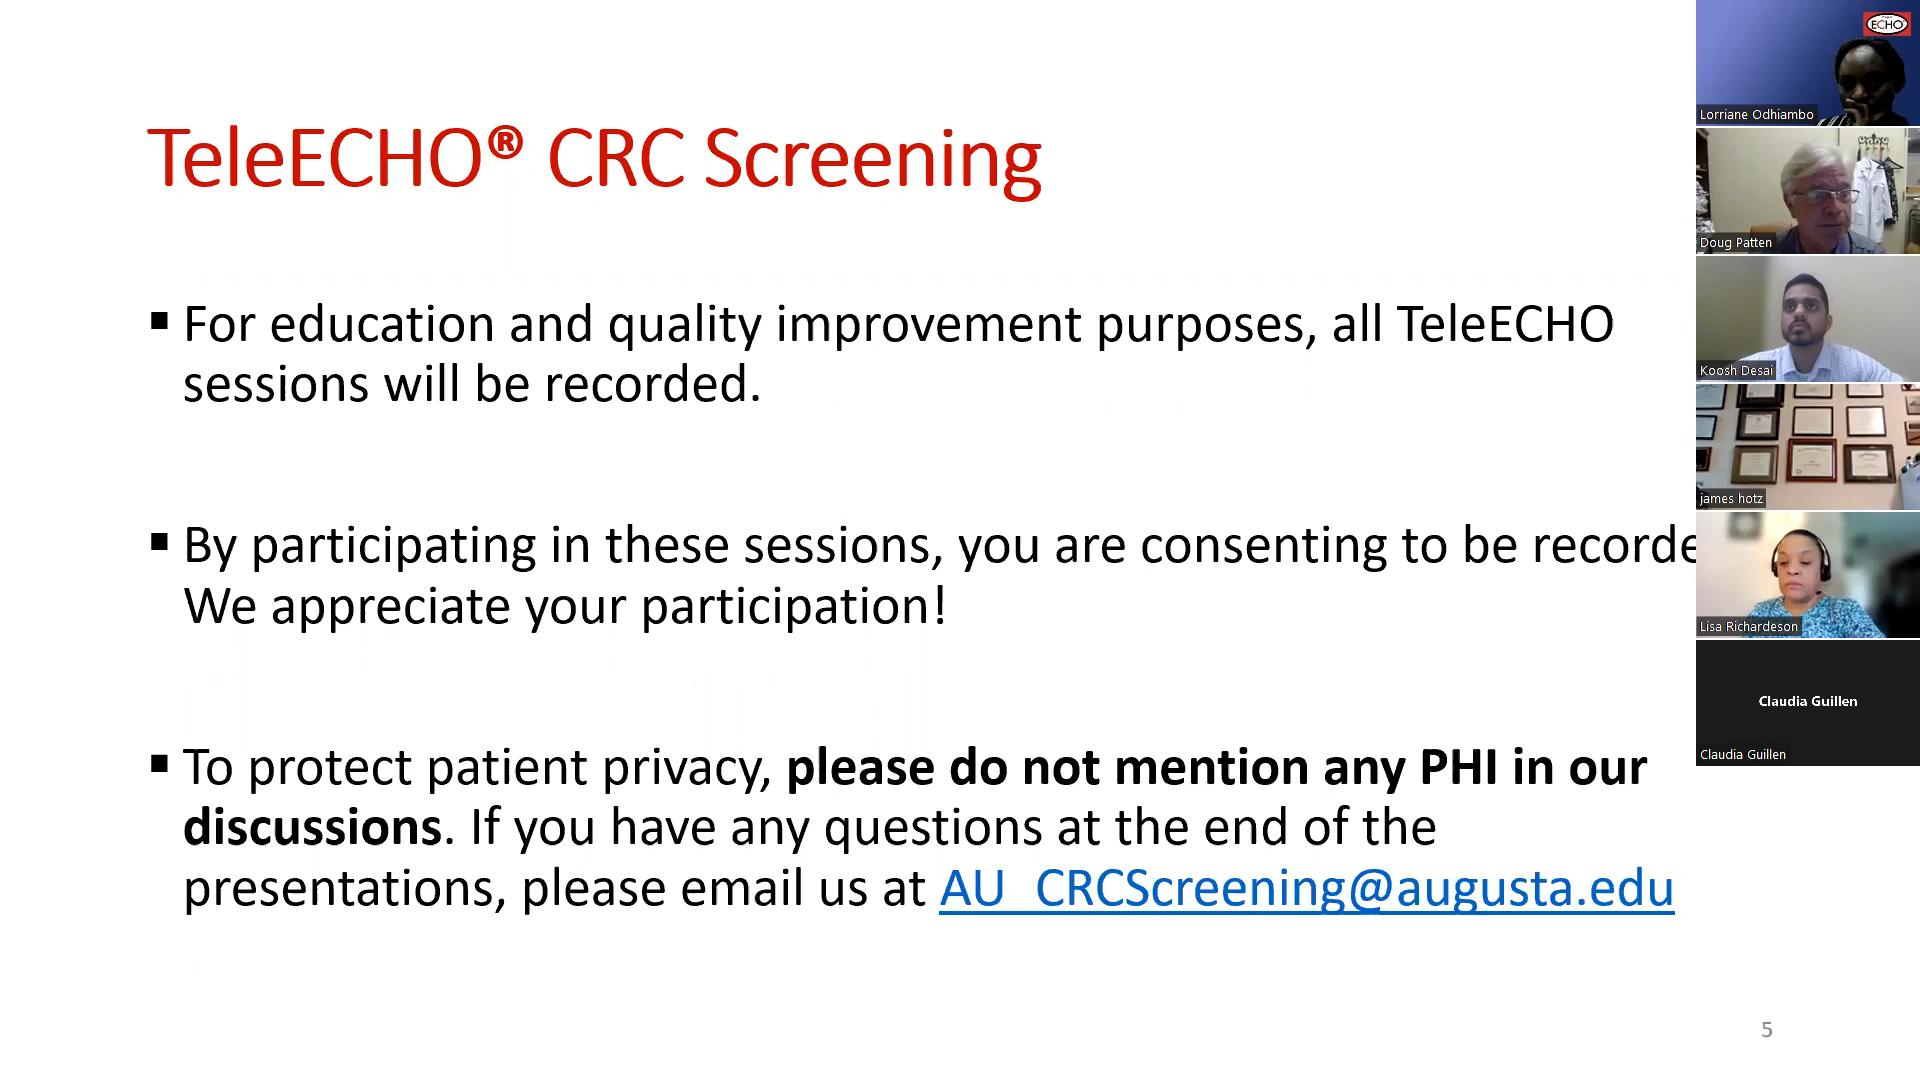 TeleECHO® CRC Screening
▪ For education and quality improvement purposes, all TeleECHO
sessions will be recorded.
▪ By participating in these sessions, you are consenting to be recorde
We appreciate your participation!
▪ To protect patient privacy, please do not mention any PHI in our
discussions. If you have any questions at the end of the
presentations, please email us at AU_CRCScreening@augusta.edu
5
ECHO
Lorriane Odhiambo
Doug Patten
Koosh Desai
james hotz
Lisa Richardeson
Claudia Guillen
Claudia Guillen